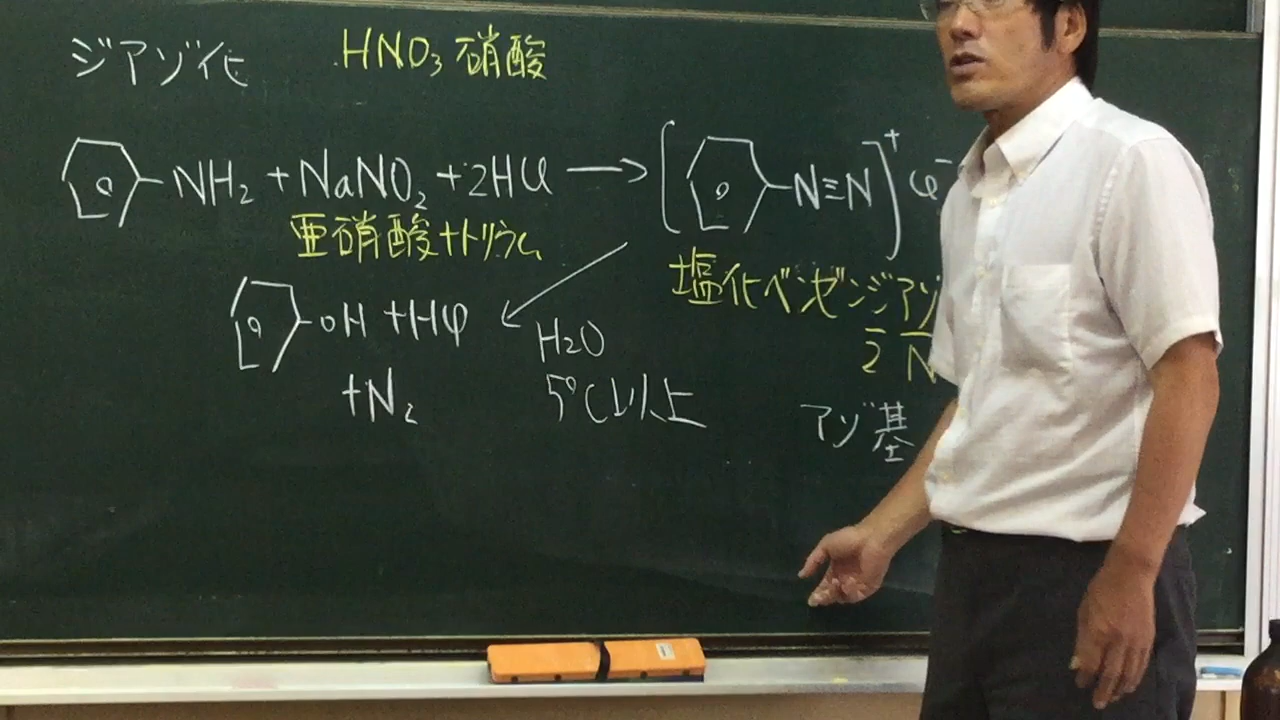 ジアゾ化
HNO₃ 硝酸
NH₂ + NaNO₂ + 2HCl → [ N≡N ]⁺ Cl⁻
亜硝酸ナトリウム
塩化ベンゼンジアゾ
OH + HCl
H₂O
2 N
+ N₂
5℃以上
アゾ基